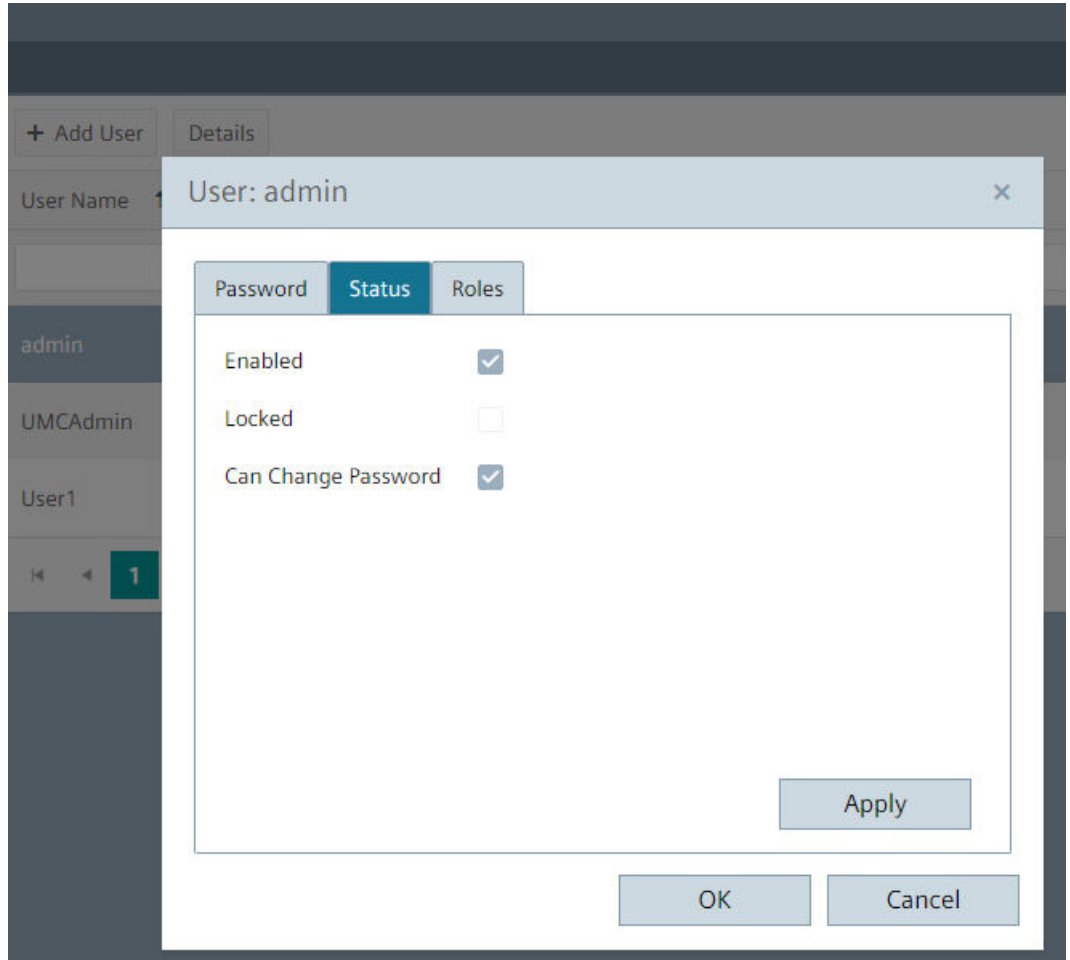 + Add User Details
User Name
User: admin
Password Status Roles
admin
Enabled
Locked
UMCAdmin
Can Change Password
User1
1
Apply
OK Cancel